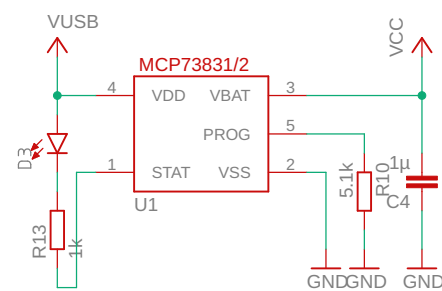 VUSB
VCC
MCP73831/2
4
VDD
VBAT
3
PROG
5
1
STAT
VSS
2
U1
D3
R13
1k
5.1k
R10
1µ
C4
GND
GND
GND